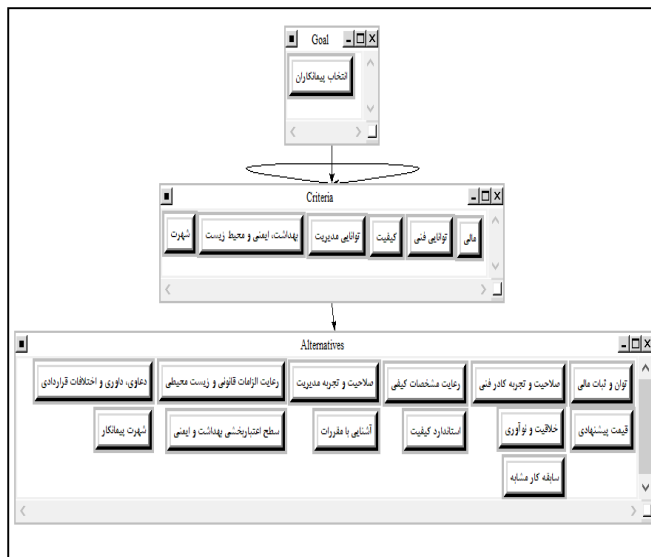 Goal
انتخاب پیمانکاران
Criteria
مالی
توانایی فنی
کیفیت
توانایی مدیریت
بهداشت، ایمنی و محیط زیست
شهرت
Alternatives
توان و ثبات مالی
صلاحیت و تجربه کادر فنی
رعایت مشخصات کیفی
صلاحیت و تجربه مدیریت
رعایت الزامات قانونی و زیست محیطی
دعاوی، داوری و اختلافات قراردادی
قیمت پیشنهادی
خلاقیت و نوآوری
استاندارد کیفیت
آشنایی با مقررات
سطح اعتباربخشی بهداشت و ایمنی
شهرت پیمانکار
سابقه کار مشابه